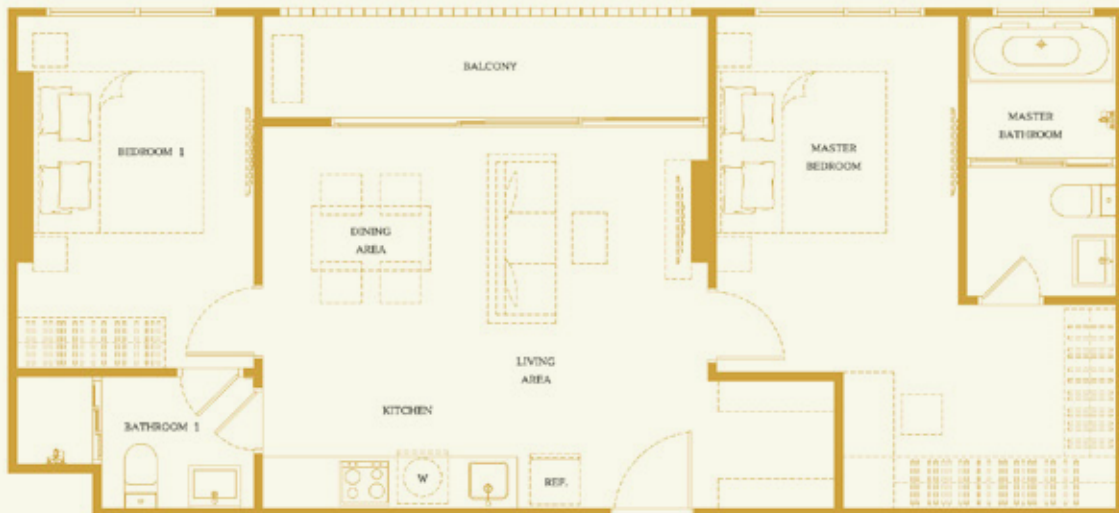 BALCONY
BEDROOM 1
MASTER
BEDROOM
MASTER
BATHROOM
DINING
AREA
LIVING
AREA
KITCHEN
BATHROOM 1
W
REF.